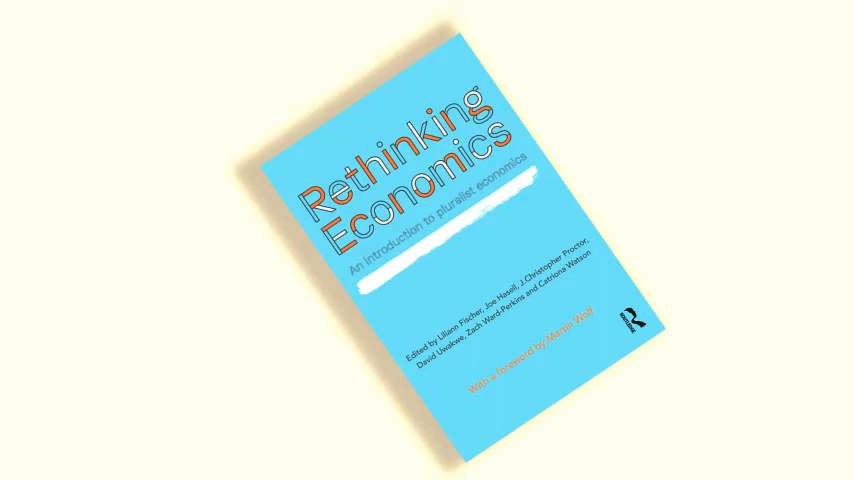 Rethinking
Economics
An introduction to pluralist economics
Edited by Liliann Fischer, Joe Hasell, J.Christopher Proctor,
David Uwakwe, Zach Ward-Perkins and Catriona Watson
With a foreword by Martin Wolf
ROUTLEDGE